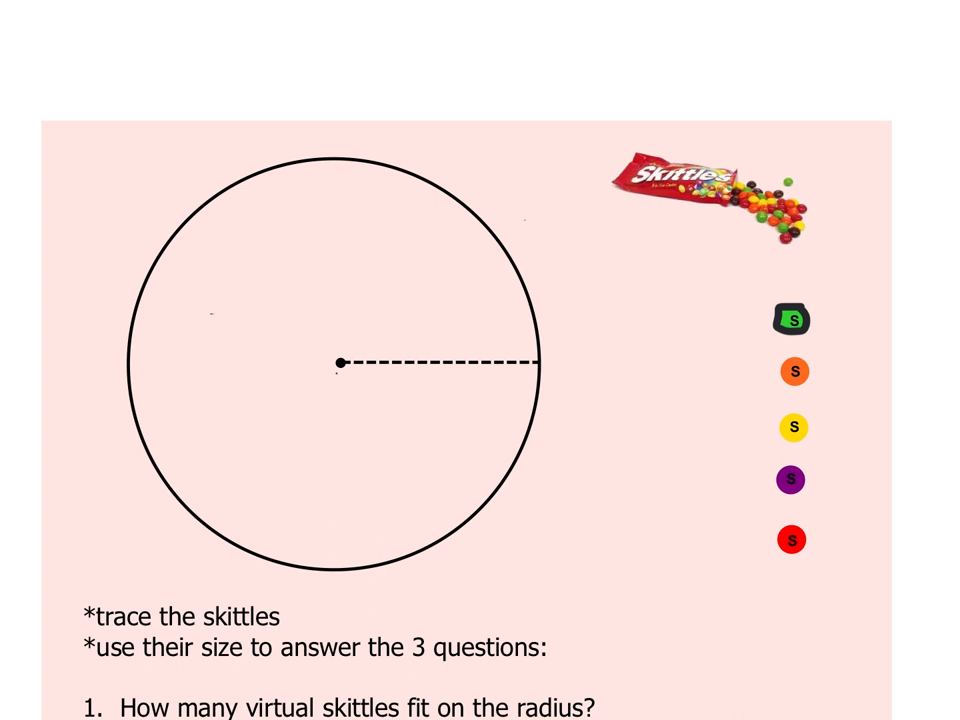 Skittles
S
S
S
S
S
*trace the skittles
*use their size to answer the 3 questions:
1. How many virtual skittles fit on the radius?